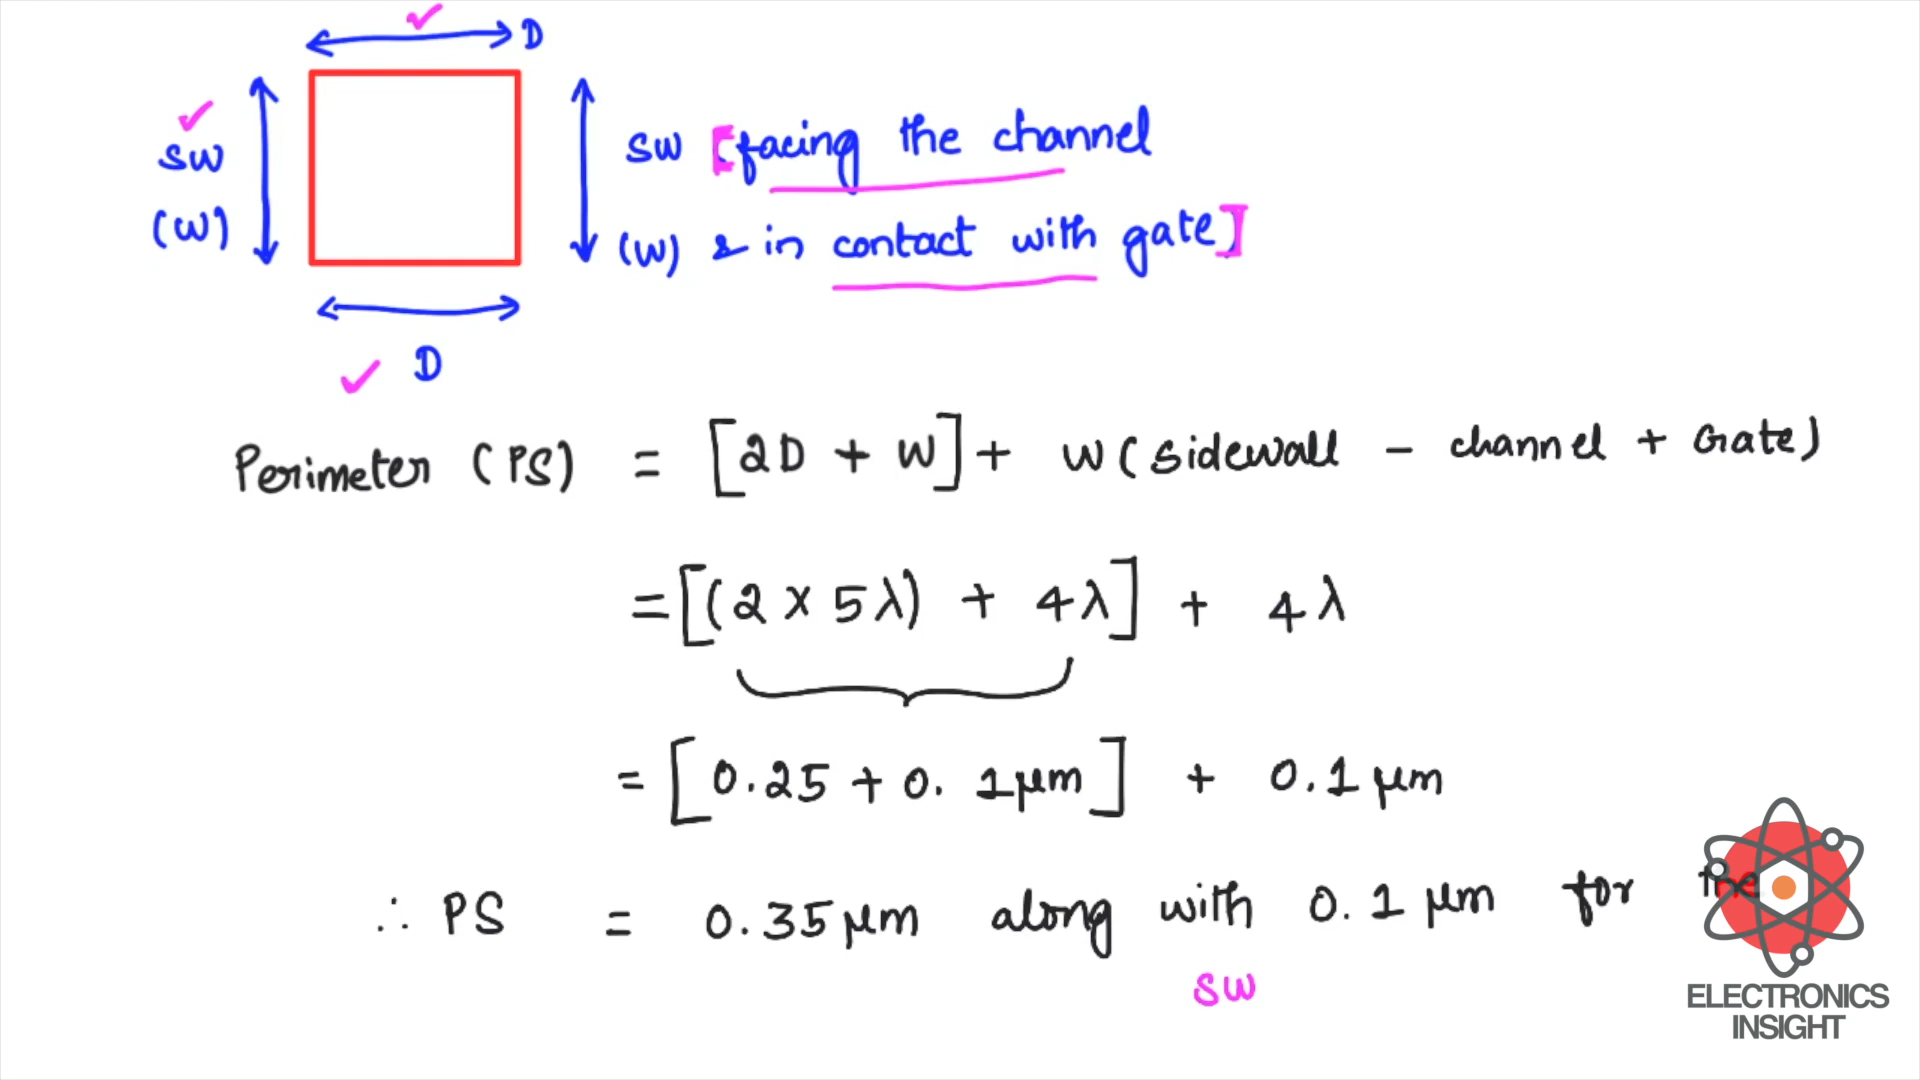 D
SW
(W)
SW [facing the channel
(W) & in contact with gate]
D
Perimeter (PS) = [2D + W] + W (sidewall - channel + Gate)
= [(2 x 5λ) + 4λ] + 4λ
= [0.25 + 0.1μm] + 0.1μm
∴ PS = 0.35μm along with 0.1μm for the
SW
ELECTRONICS
INSIGHT